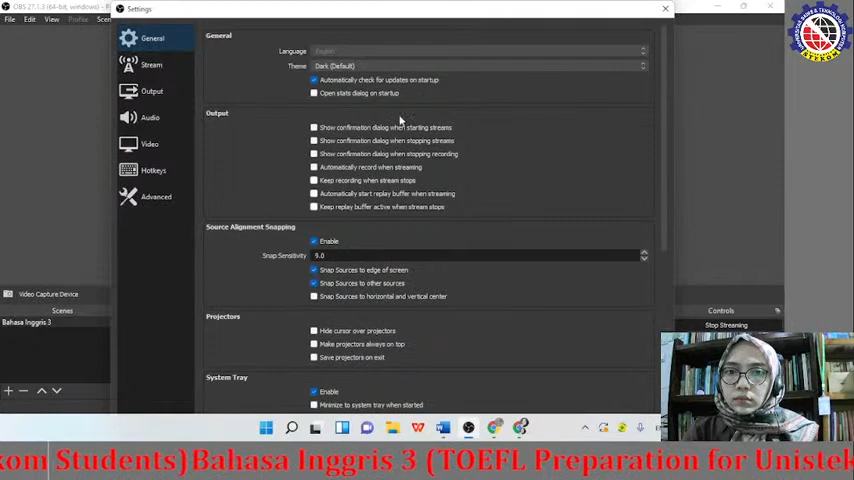 OBS 27.1.3 (64-bit, windows)
File Edit View Profile Scen
Settings
General
Stream
Output
Audio
Video
Hotkeys
Advanced
General
Language English
Theme Dark (Default)
Automatically check for updates on startup
Open stats dialog on startup
Output
Show confirmation dialog when starting streams
Show confirmation dialog when stopping streams
Show confirmation dialog when stopping recording
Automatically record when streaming
Keep recording when stream stops
Automatically start replay buffer when streaming
Keep replay buffer active when stream stops
Source Alignment Snapping
Enable
Snap Sensitivity 9.0
Snap Sources to edge of screen
Snap Sources to other sources
Snap Sources to horizontal and vertical center
Projectors
Hide cursor over projectors
Make projectors always on top
Save projectors on exit
System Tray
Enable
Minimize to system tray when started
Video Capture Device
Scenes
Bahasa Inggris 3
Controls
Stop Streaming
STEKOM
kom Students) Bahasa Inggris 3 (TOEFL Preparation for Unistek